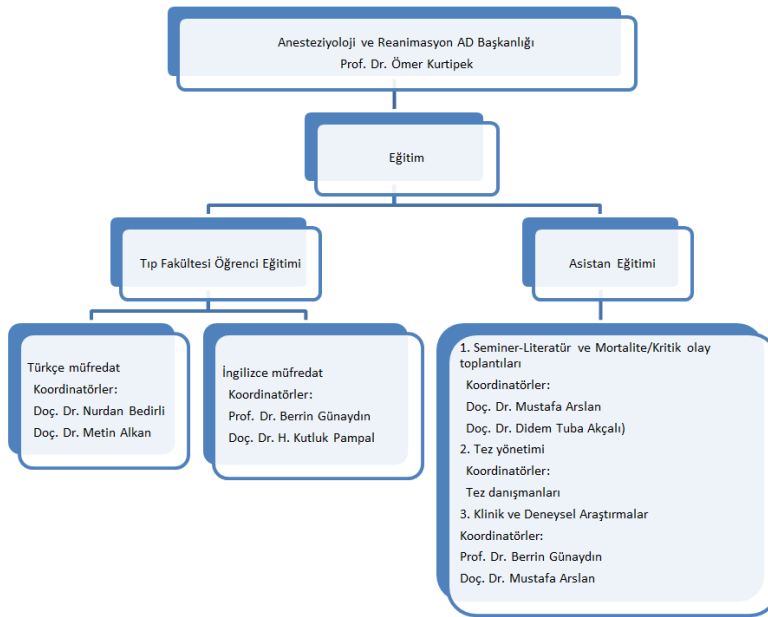 Anesteziyoloji ve Reanimasyon AD Başkanlığı
Prof. Dr. Ömer Kurtipek
Eğitim
Tıp Fakültesi Öğrenci Eğitimi
Asistan Eğitimi
Türkçe müfredat
Koordinatörler:
Doç. Dr. Nurdan Bedirli
Doç. Dr. Metin Alkan
İngilizce müfredat
Koordinatörler:
Prof. Dr. Berrin Günaydın
Doç. Dr. H. Kutluk Pampal
1. Seminer-Literatür ve Mortalite/Kritik olay
toplantıları
Koordinatörler:
Doç. Dr. Mustafa Arslan
Doç. Dr. Didem Tuba Akçalı)
2. Tez yönetimi
Koordinatörler:
Tez danışmanları
3. Klinik ve Deneysel Araştırmalar
Koordinatörler:
Prof. Dr. Berrin Günaydın
Doç. Dr. Mustafa Arslan